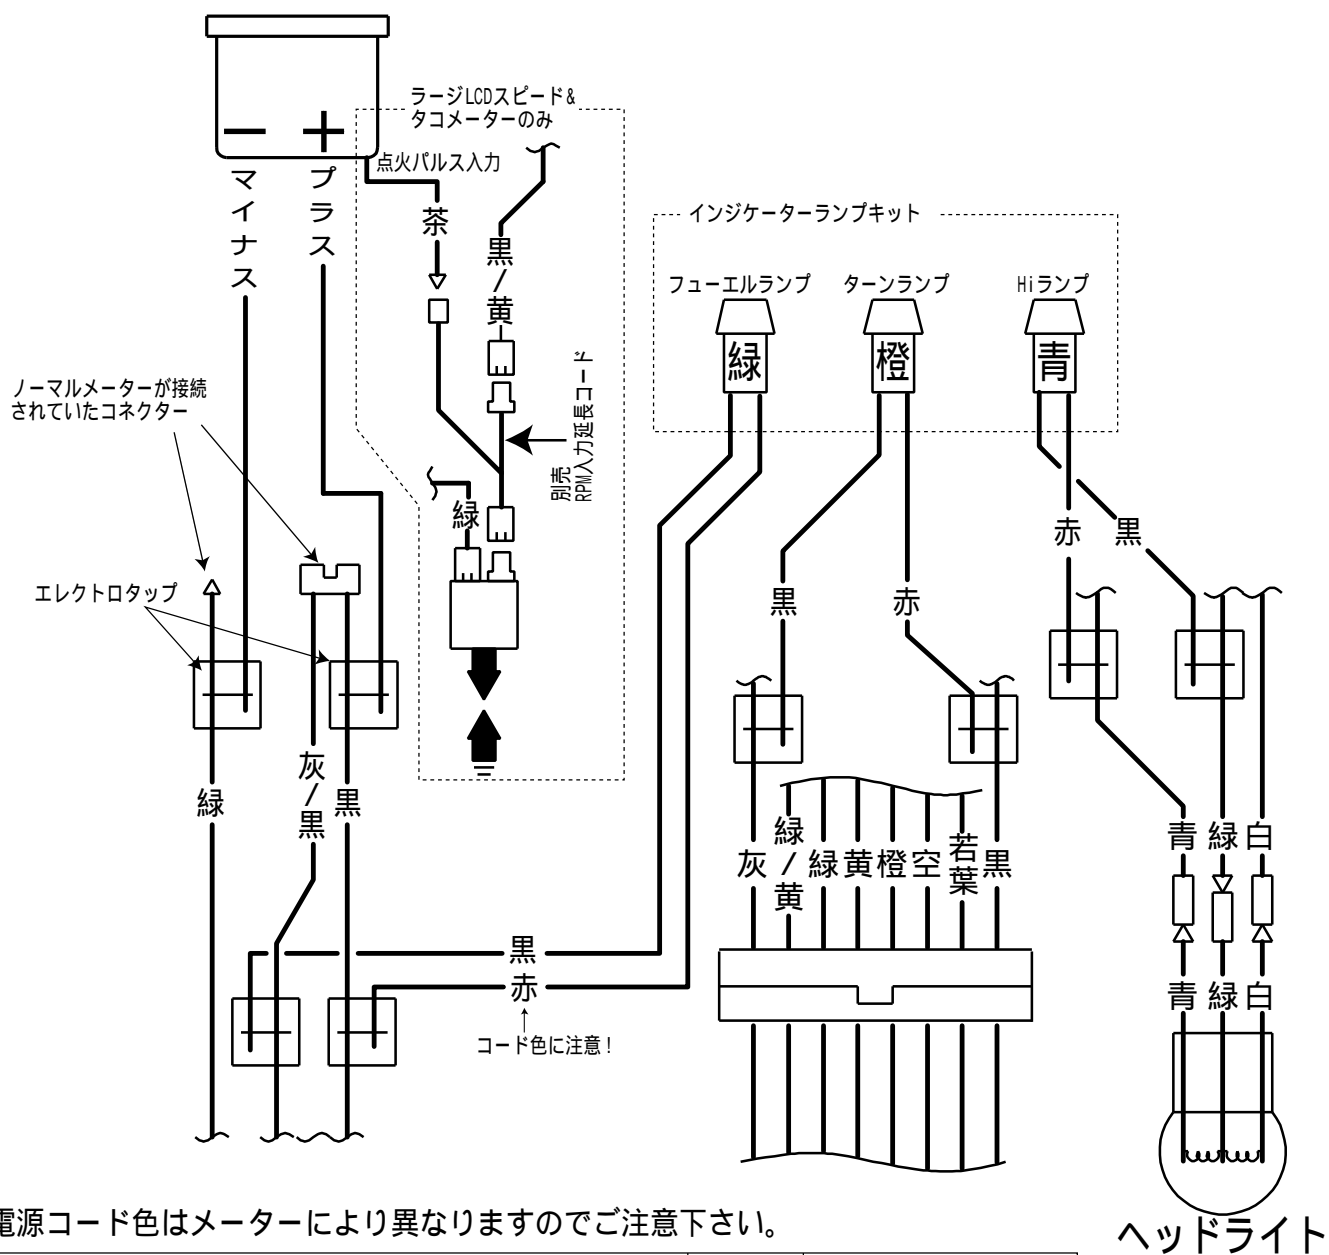 ラージLCDスピード&
タコメーターのみ
点火パルス入力
マイナス
プラス
茶
黒/黄
インジケーターランプキット
フューエルランプ
ターンランプ
Hiランプ
緑
橙
青
ノーマルメーターが接続
されていたコネクター
別売
RPM入力延長コード
緑
エレクトロタップ
赤
黒
黒
赤
灰/黒
黒
緑
灰
緑/黄
緑
黄
橙
空
若葉
黒
青
緑
白
黒
赤
コード色に注意!
青
緑
白
電源コード色はメーターにより異なりますのでご注意下さい。
ヘッドライト